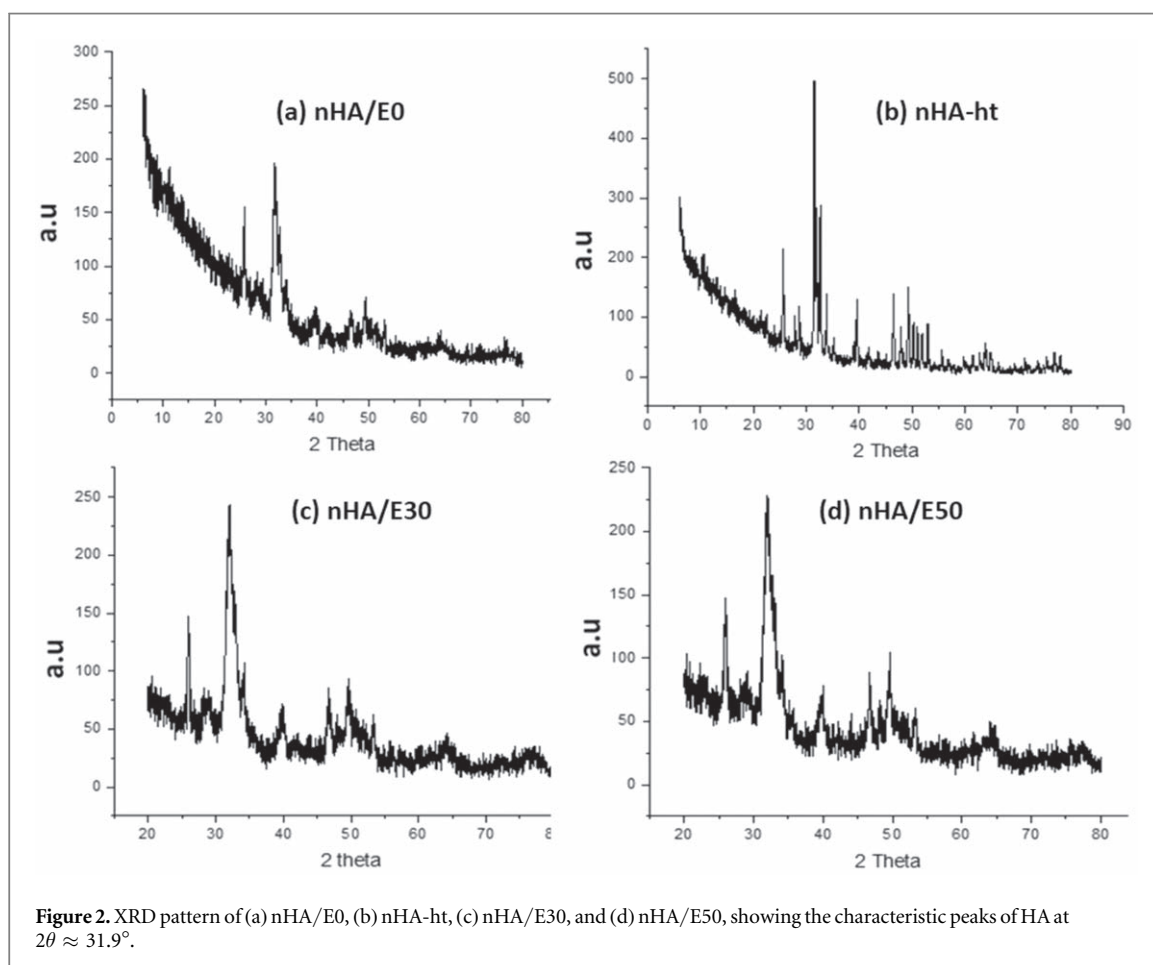 300
250
200
150
100
50
0
a.u
(a) nHA/E0
0 10 20 30 40 50 60 70 80
2 Theta
500
400
300
200
100
0
a.u
(b) nHA-ht
0 10 20 30 40 50 60 70 80 90
2 Theta
250
200
150
100
50
0
a.u
(c) nHA/E30
20 30 40 50 60 70 8
2 theta
250
200
150
100
50
0
a.u
(d) nHA/E50
20 30 40 50 60 70 80
2 Theta
Figure 2. XRD pattern of (a) nHA/E0, (b) nHA-ht, (c) nHA/E30, and (d) nHA/E50, showing the characteristic peaks of HA at
2θ ≈ 31.9°.